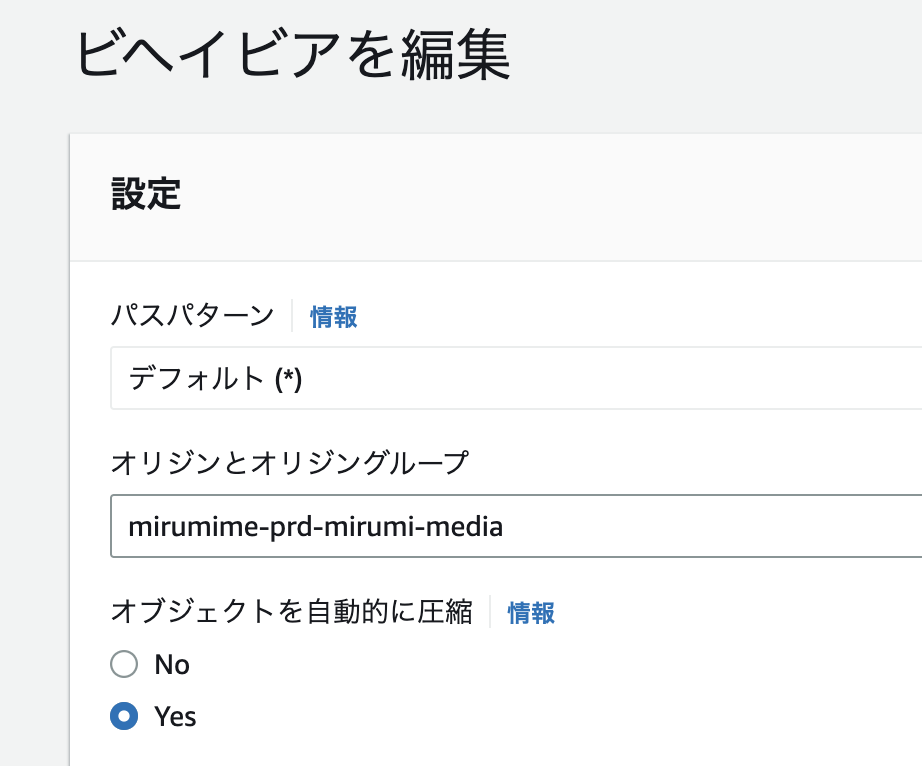 ビヘイビアを編集
設定
パスパターン 情報
デフォルト (*)
オリジンとオリジングループ
mirumime-prd-mirumi-media
オブジェクトを自動的に圧縮 情報
No
Yes